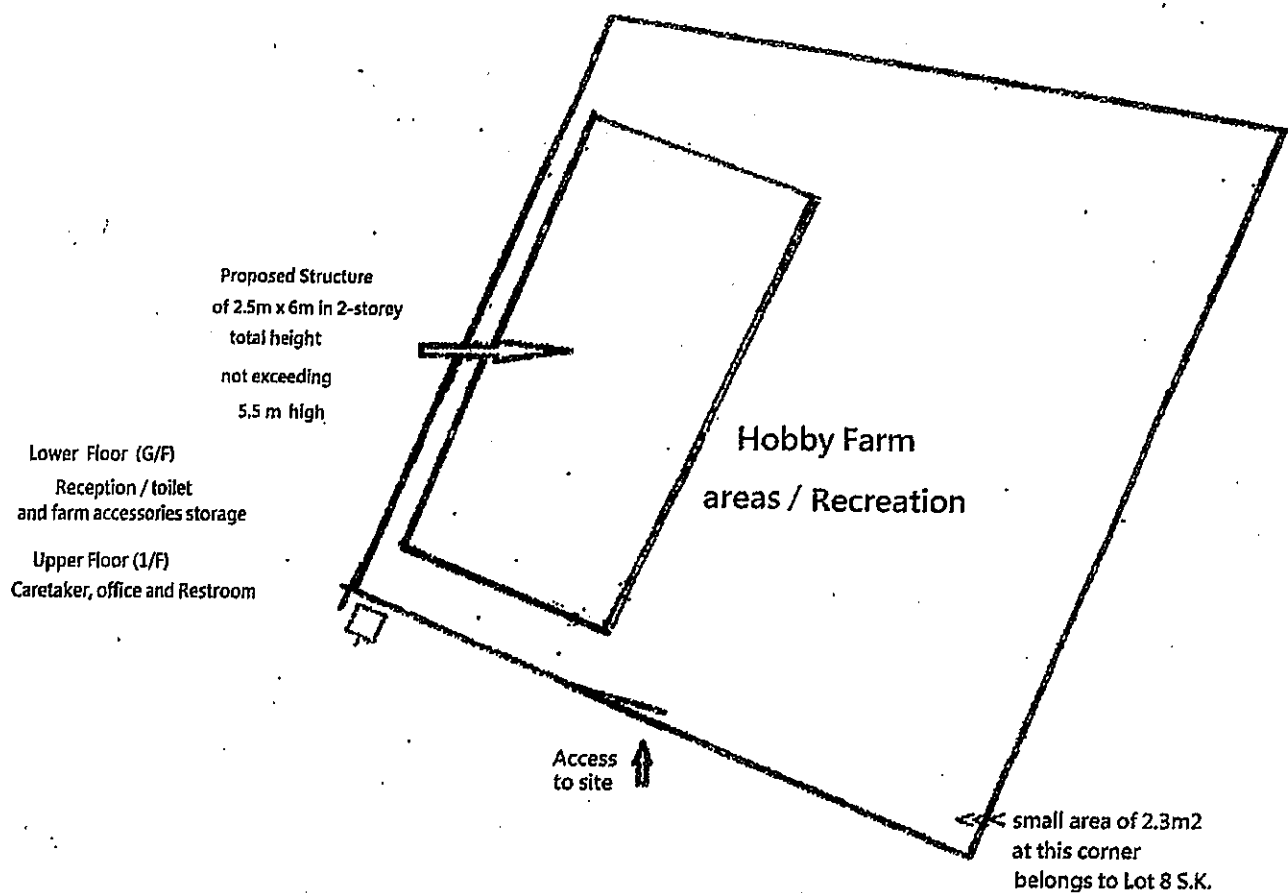 Proposed Structure
of 2.5m x 6m in 2-storey
total height
not exceeding
5.5 m high
Lower Floor (G/F)
Reception / toilet
and farm accessories storage
Upper Floor (1/F)
Caretaker, office and Restroom
Hobby Farm
areas / Recreation
Access
to site
small area of 2.3m2
at this corner
belongs to Lot 8 S.K.